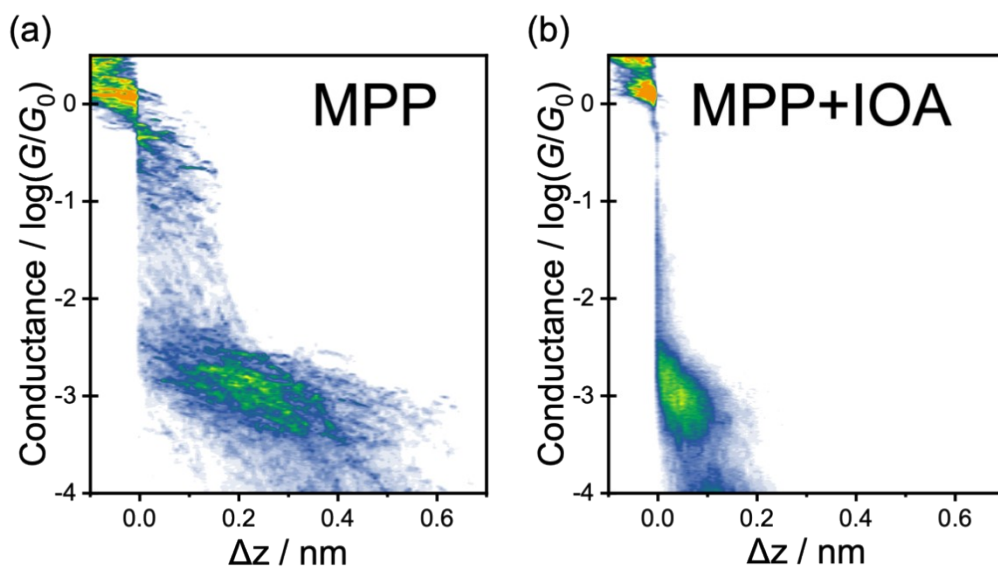 (a)
MPP
Conductance / log(G/G₀)
0
-1
-2
-3
-4
0.0 0.2 0.4 0.6
Δz / nm
(b)
MPP+IOA
Conductance / log(G/G₀)
0
-1
-2
-3
-4
0.0 0.2 0.4 0.6
Δz / nm